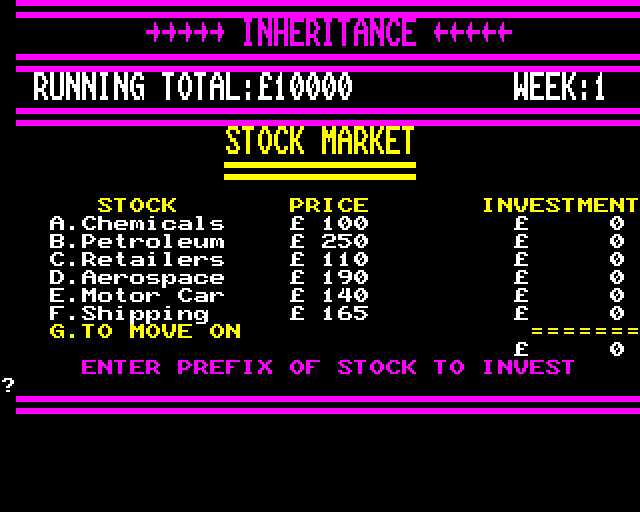 →→→→→ INHERITANCE ←←←←←
RUNNING TOTAL:£10000 WEEK:1
STOCK MARKET
STOCK PRICE INVESTMENT
A.Chemicals £ 100 £ 0
B.Petroleum £ 250 £ 0
C.Retailers £ 110 £ 0
D.Aerospace £ 190 £ 0
E.Motor Car £ 140 £ 0
F.Shipping £ 165 £ 0
G.TO MOVE ON =======
£ 0
ENTER PREFIX OF STOCK TO INVEST
?